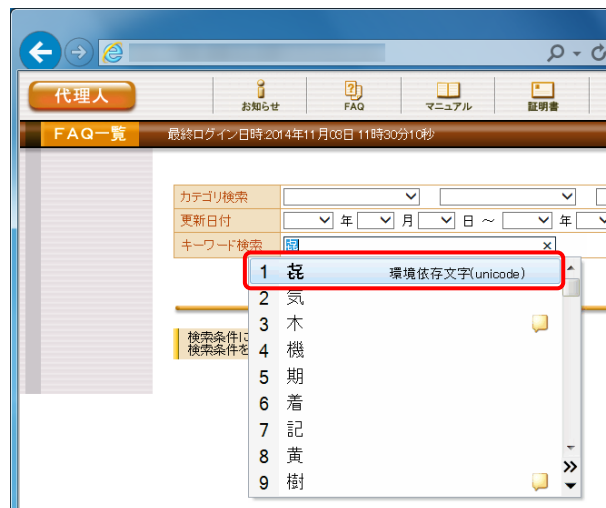 代理人
お知らせ
FAQ
マニュアル
証明書
FAQ一覧
最終ログイン日時:2014年11月03日 11時30分10秒
カテゴリ検索
更新日付 年 月 日 ～ 年
キーワード検索 㐂
1 㐂 環境依存文字(unicode)
2 気
3 木
4 機
5 期
6 着
7 記
8 黄
9 樹
検索条件に
検索条件を